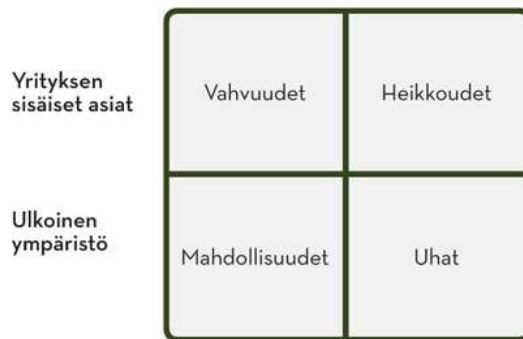 Yrityksen
sisäiset asiat
Vahvuudet
Heikkoudet
Ulkoinen
ympäristö
Mahdollisuudet
Uhat